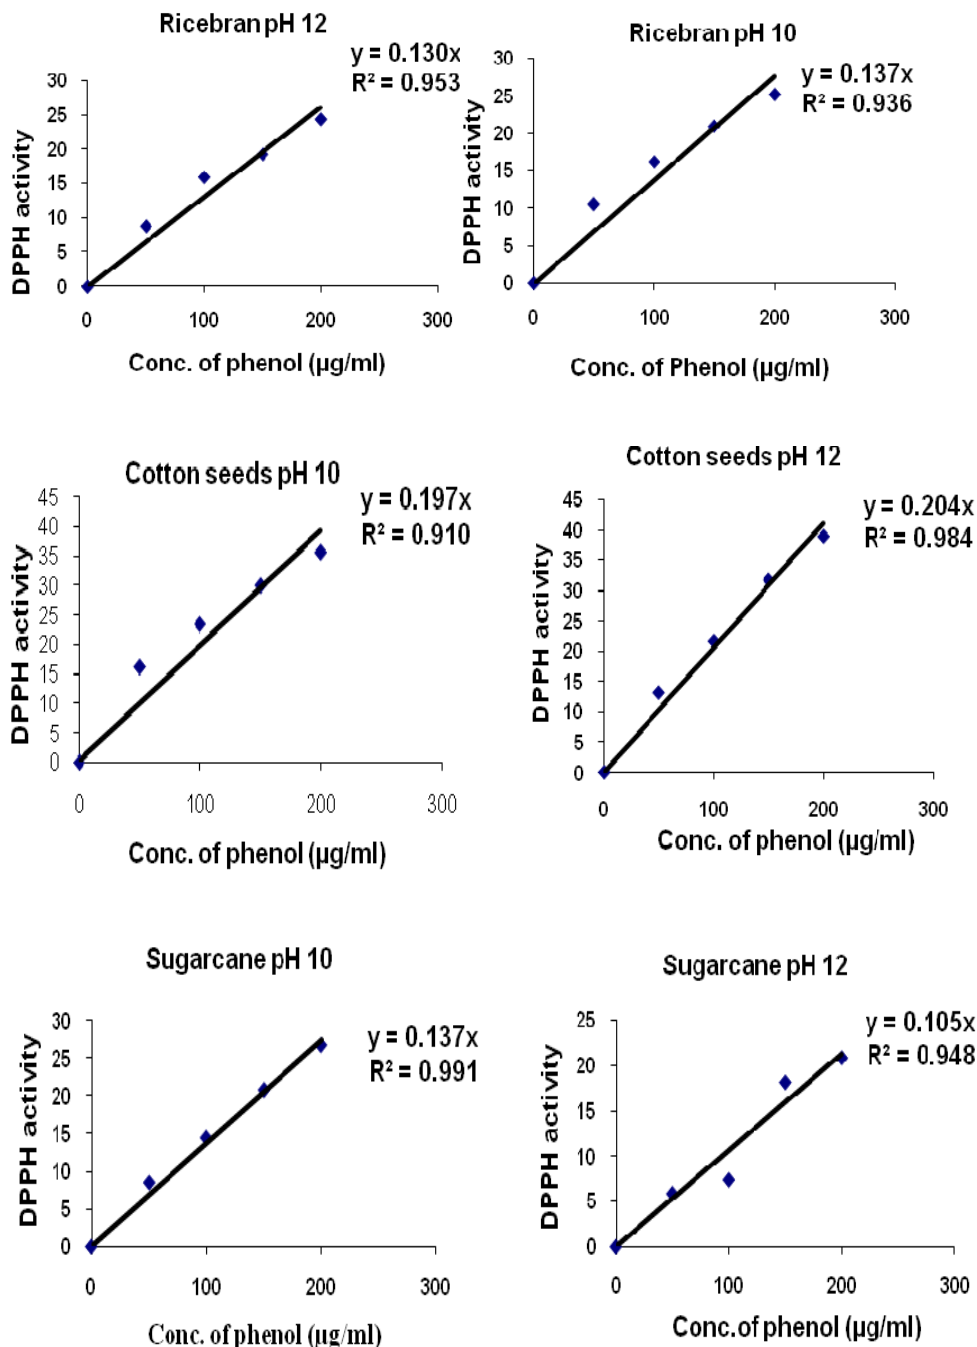 Ricebran pH 12
y = 0.130x
R² = 0.953
30
25
20
15
10
5
0
DPPH activity
0 100 200 300
Conc. of phenol (µg/ml)
Ricebran pH 10
y = 0.137x
R² = 0.936
30
25
20
15
10
5
0
DPPH activity
0 100 200 300
Conc. of Phenol (µg/ml)
Cotton seeds pH 10
y = 0.197x
R² = 0.910
45
40
35
30
25
20
15
10
5
0
DPPH activity
0 100 200 300
Conc. of phenol (µg/ml)
Cotton seeds pH 12
y = 0.204x
R² = 0.984
45
40
35
30
25
20
15
10
5
0
DPPH activity
0 100 200 300
Conc. of phenol (µg/ml)
Sugarcane pH 10
y = 0.137x
R² = 0.991
30
25
20
15
10
5
0
DPPH activity
0 100 200 300
Conc. of phenol (µg/ml)
Sugarcane pH 12
y = 0.105x
R² = 0.948
25
20
15
10
5
0
DPPH activity
0 100 200 300
Conc.of phenol (µg/ml)